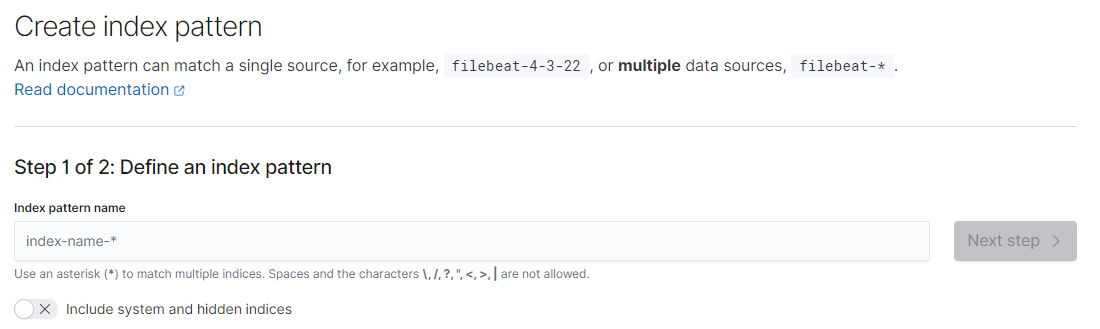 Create index pattern
An index pattern can match a single source, for example, filebeat-4-3-22 , or multiple data sources, filebeat-* .
Read documentation
Step 1 of 2: Define an index pattern
Index pattern name
index-name-*
Next step
Use an asterisk (*) to match multiple indices. Spaces and the characters \, /, ?, ", <, >, | are not allowed.
Include system and hidden indices